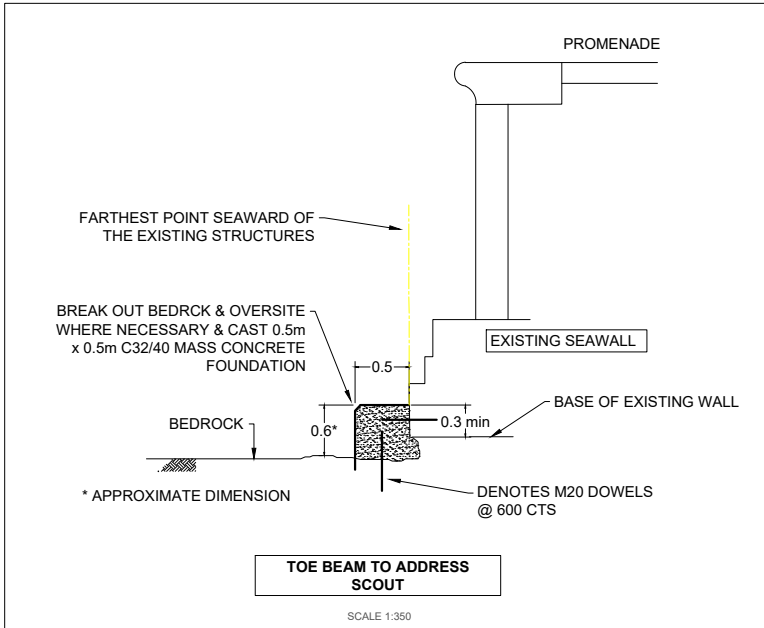 PROMENADE
FARTHEST POINT SEAWARD OF
THE EXISTING STRUCTURES
BREAK OUT BEDRCK & OVERSITE
WHERE NECESSARY & CAST 0.5m
x 0.5m C32/40 MASS CONCRETE
FOUNDATION
EXISTING SEAWALL
0.5
BASE OF EXISTING WALL
0.3 min
BEDROCK
0.6*
* APPROXIMATE DIMENSION
DENOTES M20 DOWELS
@ 600 CTS
TOE BEAM TO ADDRESS
SCOUT
SCALE 1:350